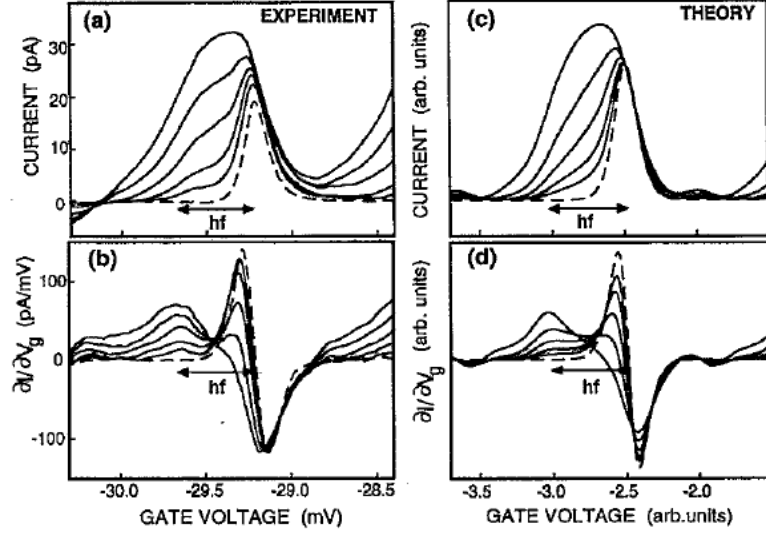 (a) EXPERIMENT
CURRENT (pA)
30
20
10
0
hf
(c) THEORY
CURRENT (arb. units)
hf
(b)
∂I/∂Vg (pA/mV)
100
0
-100
hf
-30.0 -29.5 -29.0 -28.5
GATE VOLTAGE (mV)
(d)
∂I/∂Vg (arb. units)
hf
-3.5 -3.0 -2.5 -2.0
GATE VOLTAGE (arb.units)